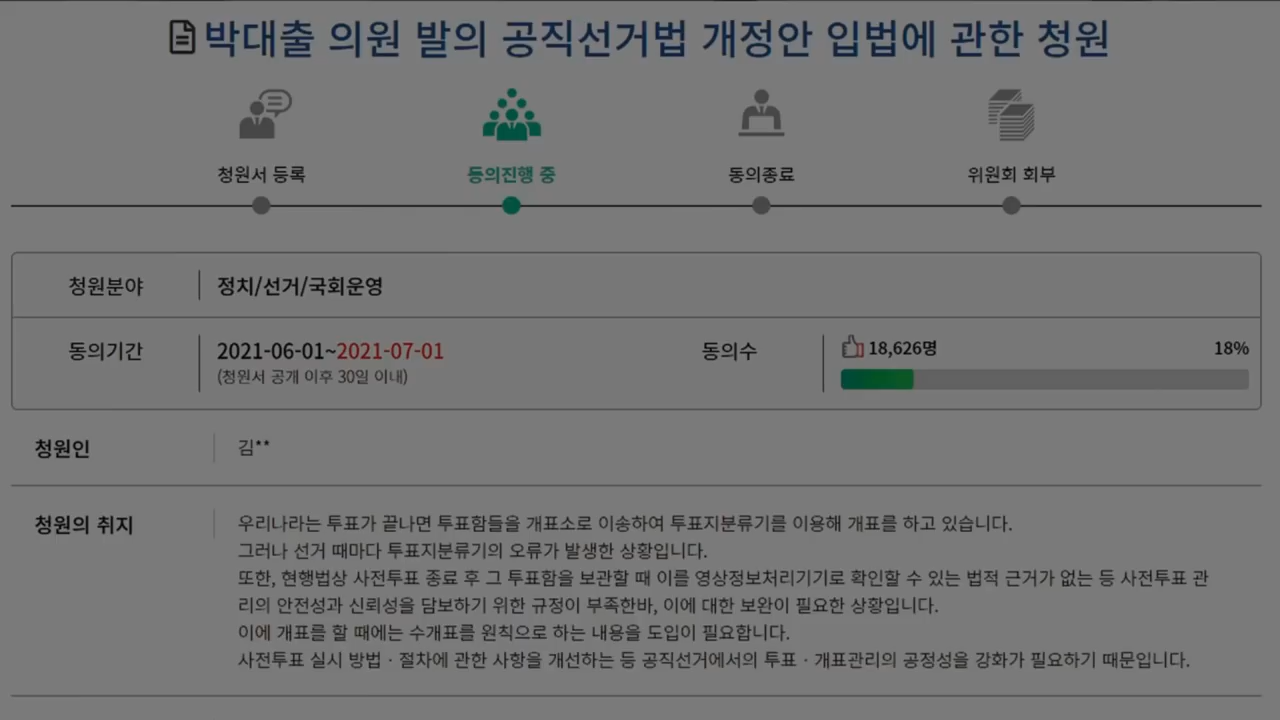 박대출 의원 발의 공직선거법 개정안 입법에 관한 청원
청원서 등록
동의진행 중
동의종료
위원회 회부
청원분야
정치/선거/국회운영
동의기간
2021-06-01~2021-07-01
(청원서 공개 이후 30일 이내)
동의수
18,626명
18%
청원인
김**
청원의 취지
우리나라는 투표가 끝나면 투표함들을 개표소로 이송하여 투표지분류기를 이용해 개표를 하고 있습니다.
그러나 선거 때마다 투표지분류기의 오류가 발생한 상황입니다.
또한, 현행법상 사전투표 종료 후 그 투표함을 보관할 때 이를 영상정보처리기기로 확인할 수 있는 법적 근거가 없는 등 사전투표 관
리의 안전성과 신뢰성을 담보하기 위한 규정이 부족한바, 이에 대한 보완이 필요한 상황입니다.
이에 개표를 할 때에는 수개표를 원칙으로 하는 내용을 도입이 필요합니다.
사전투표 실시 방법 · 절차에 관한 사항을 개선하는 등 공직선거에서의 투표 · 개표관리의 공정성을 강화가 필요하기 때문입니다.